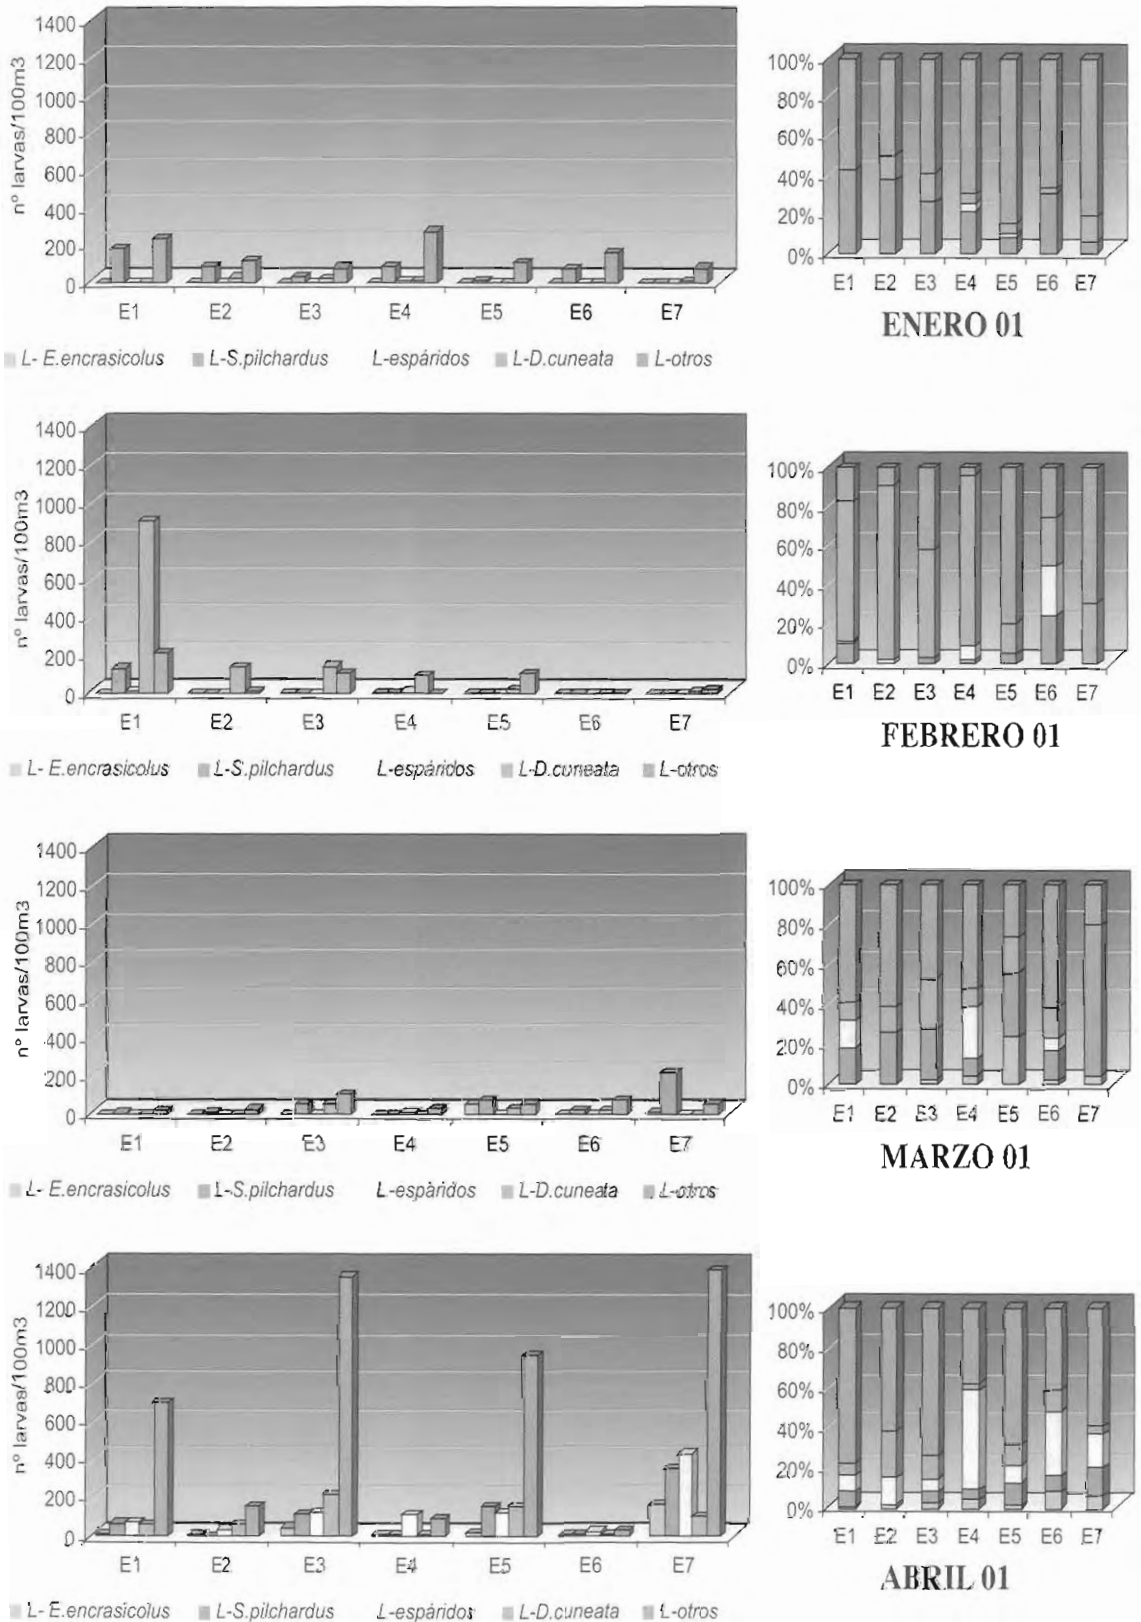 nº larvas/100m3
1400
1200
1000
800
600
400
200
0
E1 E2 E3 E4 E5 E6 E7
L- E.encrasicolus L-S.pilchardus L-espáridos L-D.cuneata L-otros
100%
80%
60%
40%
20%
0%
E1 E2 E3 E4 E5 E6 E7
ENERO 01
nº larvas/100m3
1400
1200
1000
800
600
400
200
0
E1 E2 E3 E4 E5 E6 E7
L- E.encrasicolus L-S.pilchardus L-espáridos L-D.cuneata L-otros
100%
80%
60%
40%
20%
0%
E1 E2 E3 E4 E5 E6 E7
FEBRERO 01
nº larvas/100m3
1400
1200
1000
800
600
400
200
0
E1 E2 E3 E4 E5 E6 E7
L- E.encrasicolus L-S.pilchardus L-espáridos L-D.cuneata L-otros
100%
80%
60%
40%
20%
0%
E1 E2 E3 E4 E5 E6 E7
MARZO 01
nº larvas/100m3
1400
1200
1000
800
600
400
200
0
E1 E2 E3 E4 E5 E6 E7
L- E.encrasicolus L-S.pilchardus L-espáridos L-D.cuneata L-otros
100%
80%
60%
40%
20%
0%
E1 E2 E3 E4 E5 E6 E7
ABRIL 01